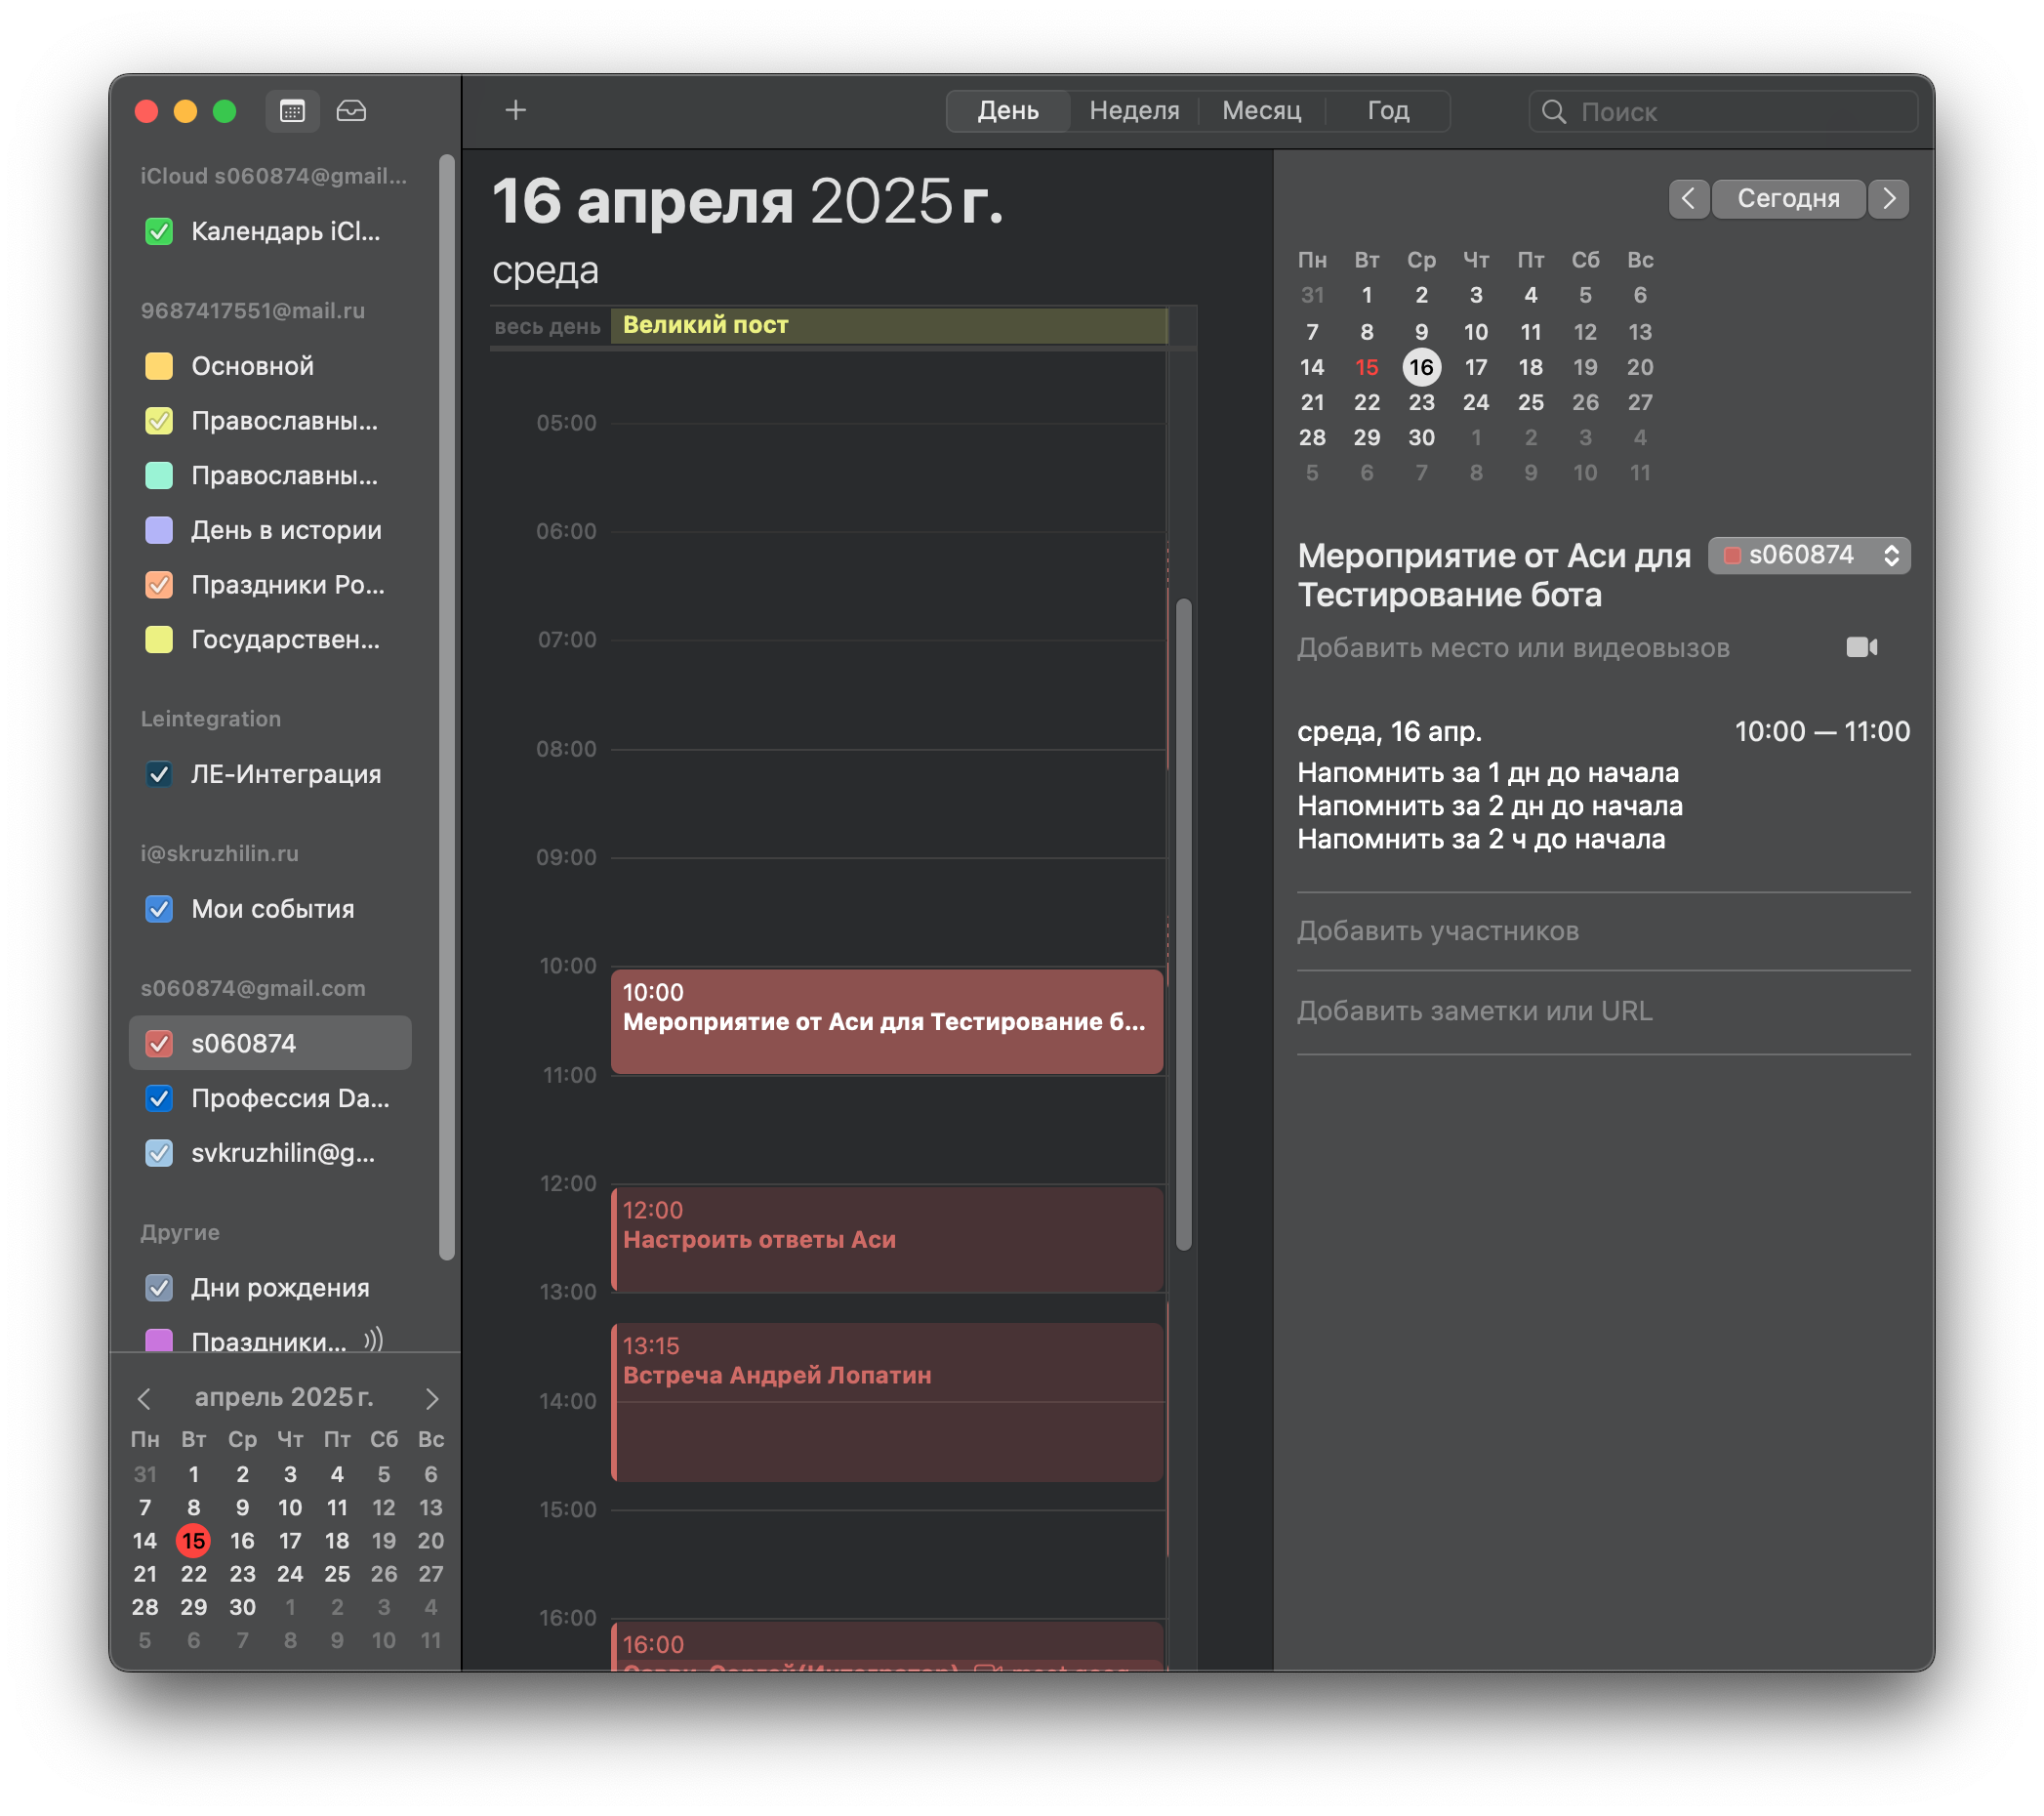 День
Неделя
Месяц
Год
Поиск
iCloud s060874@gmail...
Календарь iCl...
9687417551@mail.ru
Основной
Православны...
Православны...
День в истории
Праздники Ро...
Государствен...
Leintegration
ЛЕ-Интеграция
i@skruzhilin.ru
Мои события
s060874@gmail.com
s060874
Профессия Da...
svkruzhilin@g...
Другие
Дни рождения
Праздники...
апрель 2025 г.
Пн Вт Ср Чт Пт Сб Вс
31 1 2 3 4 5 6
7 8 9 10 11 12 13
14 15 16 17 18 19 20
21 22 23 24 25 26 27
28 29 30 1 2 3 4
5 6 7 8 9 10 11
16 апреля 2025 г.
среда
весь день Великий пост
05:00
06:00
07:00
08:00
09:00
10:00
10:00
Мероприятие от Аси для Тестирование б...
11:00
12:00
12:00
Настроить ответы Аси
13:00
13:15
Встреча Андрей Лопатин
14:00
15:00
16:00
16:00
Сергей(Интегратор)
Сегодня
Пн Вт Ср Чт Пт Сб Вс
31 1 2 3 4 5 6
7 8 9 10 11 12 13
14 15 16 17 18 19 20
21 22 23 24 25 26 27
28 29 30 1 2 3 4
5 6 7 8 9 10 11
Мероприятие от Аси для
Тестирование бота
s060874
Добавить место или видеовызов
среда, 16 апр. 10:00 — 11:00
Напомнить за 1 дн до начала
Напомнить за 2 дн до начала
Напомнить за 2 ч до начала
Добавить участников
Добавить заметки или URL